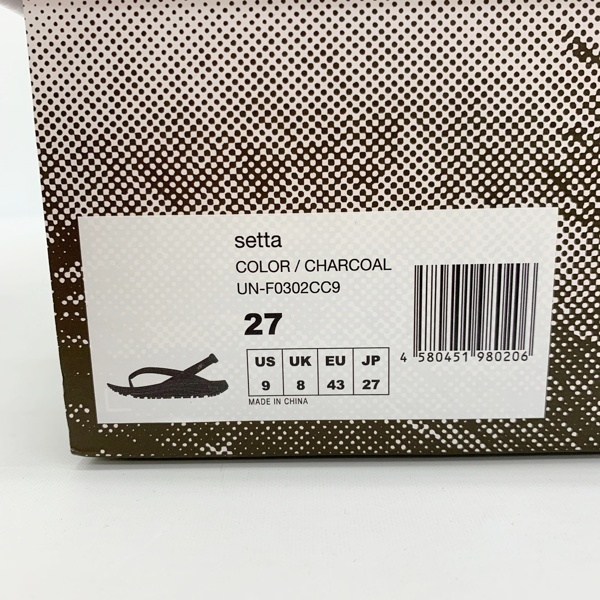 setta
COLOR / CHARCOAL
UN-F0302CC9
27
US UK EU JP
9 8 43 27
MADE IN CHINA
4 580451 980206